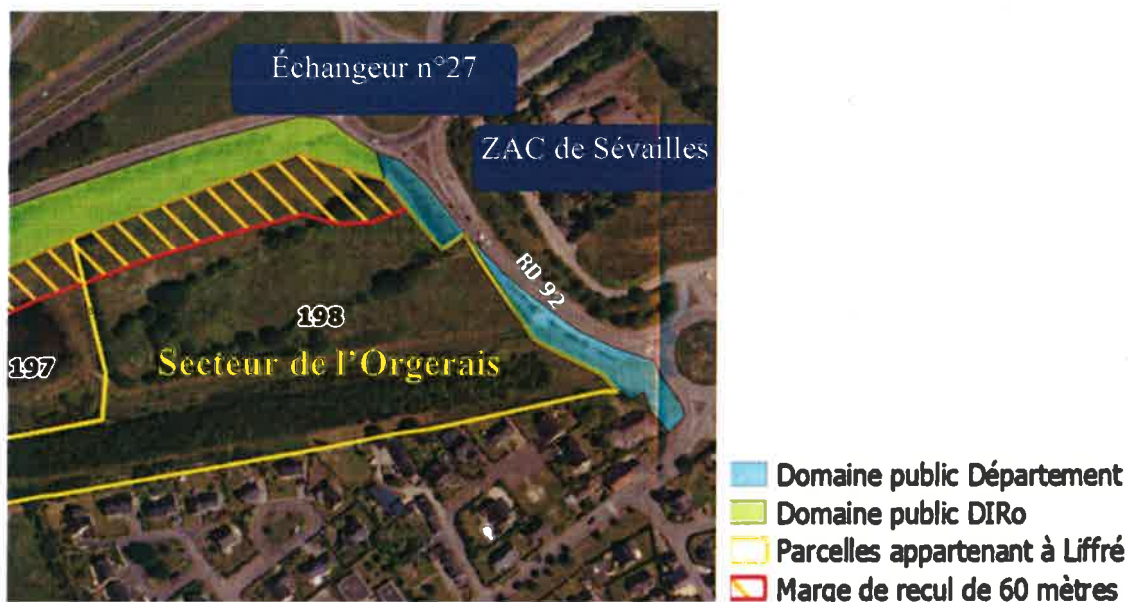 Échangeur n°27
ZAC de Sévailles
RD 92
198
197
Secteur de l'Orgerais
Domaine public Département
Domaine public DIRo
Parcelles appartenant à Liffré
Marge de recul de 60 mètres